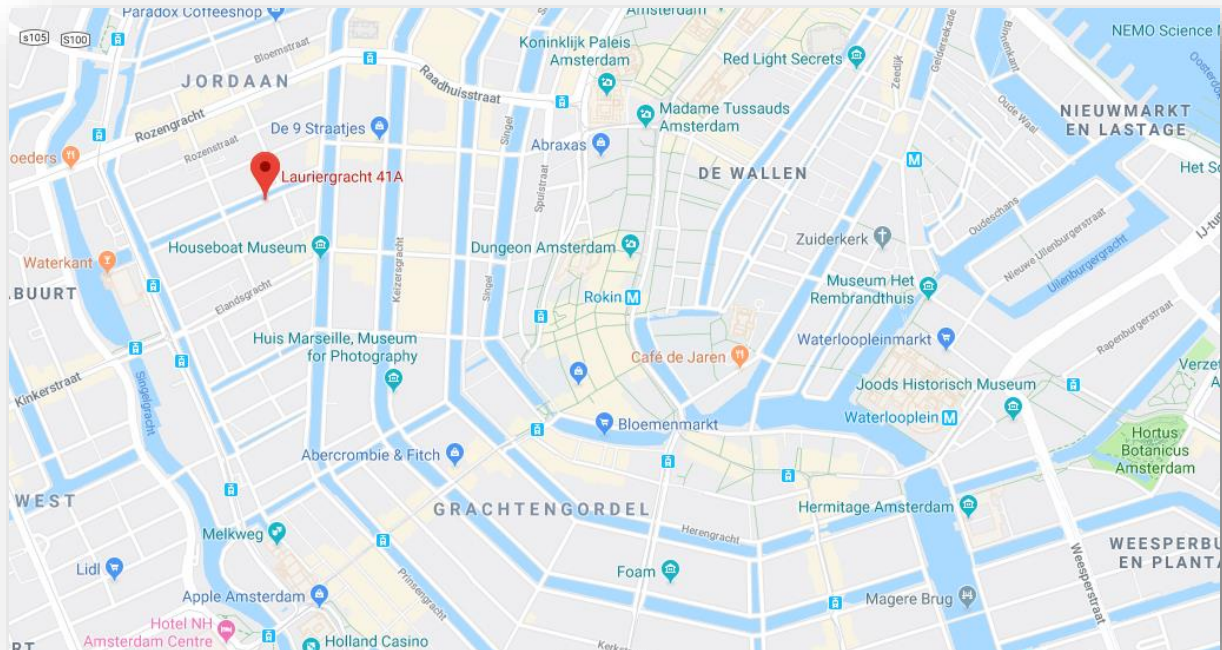 Paradox Coffeeshop
s105
S100
Bloemstraat
JORDAAN
Raadhuisstraat
Rozengracht
De 9 Straatjes
Rozenstraat
Lauriergracht 41A
Houseboat Museum
Waterkant
Elandsgracht
Keizersgracht
Huis Marseille, Museum
for Photography
Kinkerstraat
Singelgracht
Abercrombie & Fitch
WEST
Melkweg
Lidl
Apple Amsterdam
Hotel NH
Amsterdam Centre
Holland Casino
Prinsengracht
GRACHTENGORDEL
Amsterdam
Koninklijk Paleis
Amsterdam
Singel
Spuistraat
Abraxas
Madame Tussauds
Amsterdam
Red Light Secrets
Zeedijk
Geldersekade
Binnenkant
Oude Waal
NEMO Science
NIEUWMARKT
EN LASTAGE
DE WALLEN
M
Dungeon Amsterdam
Singel
Rokin M
Zuiderkerk
Oudeschans
Nieuwe Uilenburgerstraat
Uilenburgergracht
Museum Het
Rembrandthuis
Café de Jaren
Waterloopleinmarkt
Rapenburgerstraat
Joods Historisch Museum
Waterlooplein M
Bloemenmarkt
Hortus
Botanicus
Amsterdam
Hermitage Amsterdam
Herengracht
Foam
Magere Brug
Weesperstraat
WEESPERBU
EN PLANTA